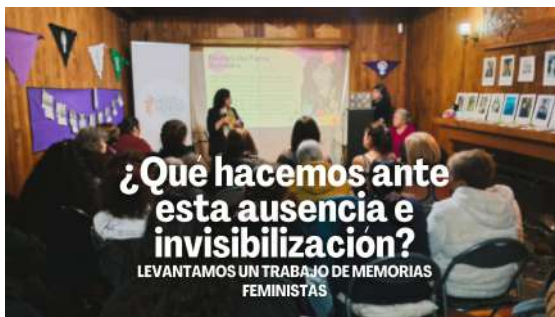 ¿Qué hacemos ante
esta ausencia e
invisibilización?
LEVANTAMOS UN TRABAJO DE MEMORIAS
FEMINISTAS